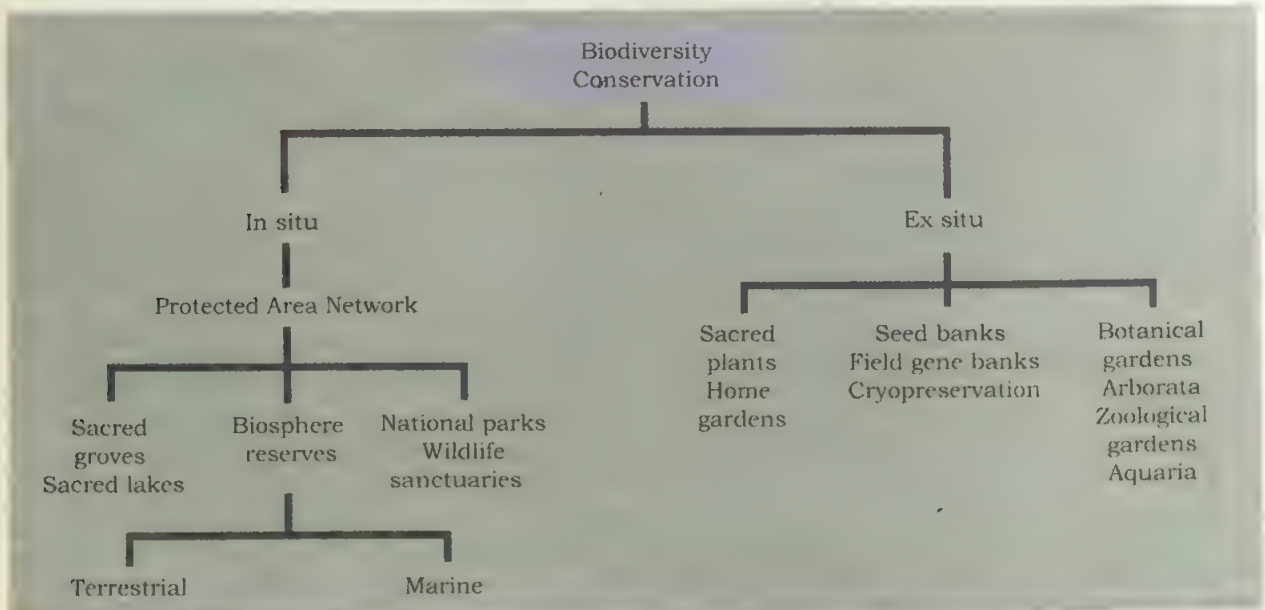 Biodiversity
Conservation
In situ
Ex situ
Protected Area Network
Sacred
groves
Sacred lakes
Biosphere
reserves
National parks
Wildlife
sanctuaries
Terrestrial
Marine
Sacred
plants
Home
gardens
Seed banks
Field gene banks
Cryopreservation
Botanical
gardens
Arborata
Zoological
gardens
Aquaria